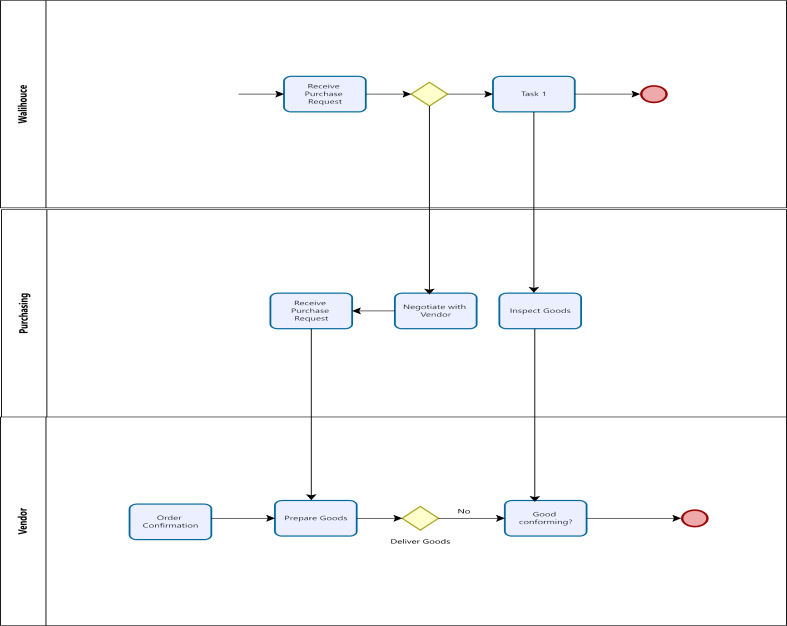 Walihouce
Receive
Purchase
Request
Task 1
Purchasing
Receive
Purchase
Request
Negotiate with
Vendor
Inspect Goods
Vendor
Order
Confirmation
Prepare Goods
Deliver Goods
No
Good
conforming?